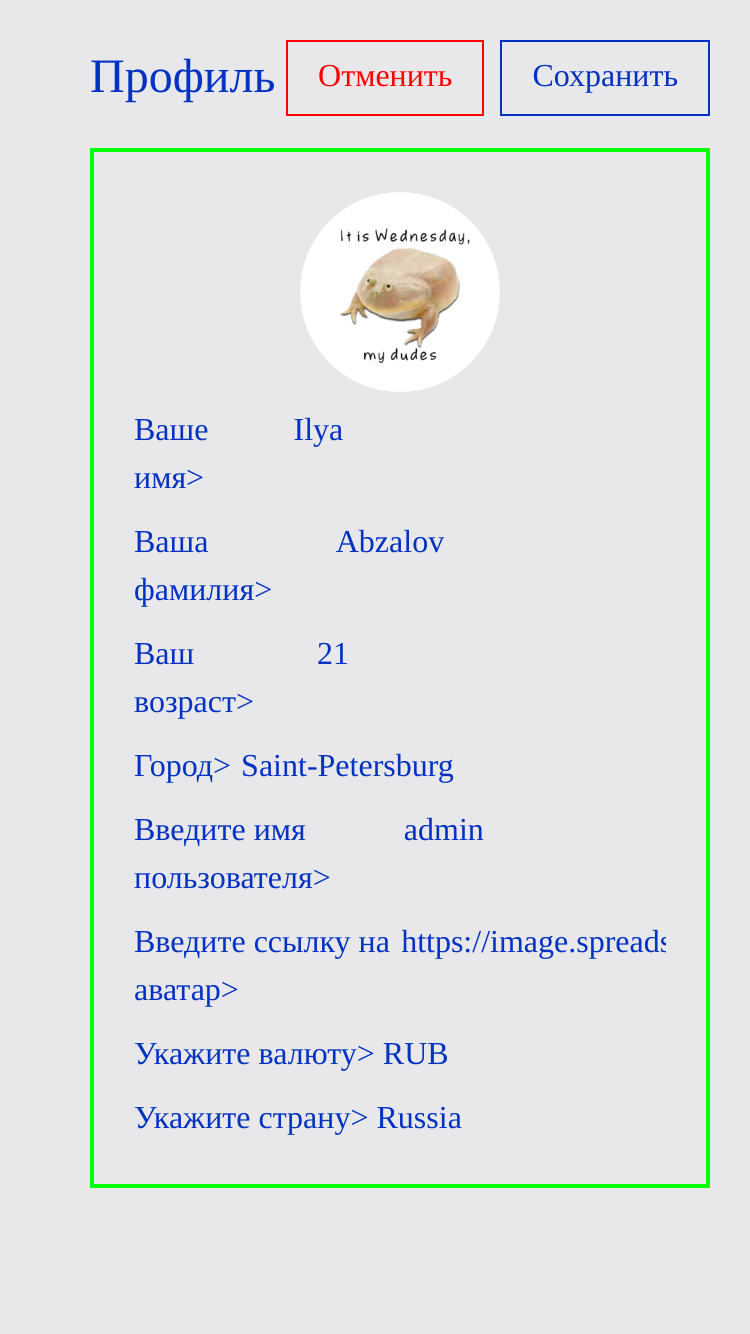 Профиль Отменить Сохранить
It is Wednesday,
my dudes
Ваше Ilya
имя>
Ваша Abzalov
фамилия>
Ваш 21
возраст>
Город> Saint-Petersburg
Введите имя admin
пользователя>
Введите ссылку на https://image.spreads
аватар>
Укажите валюту> RUB
Укажите страну> Russia